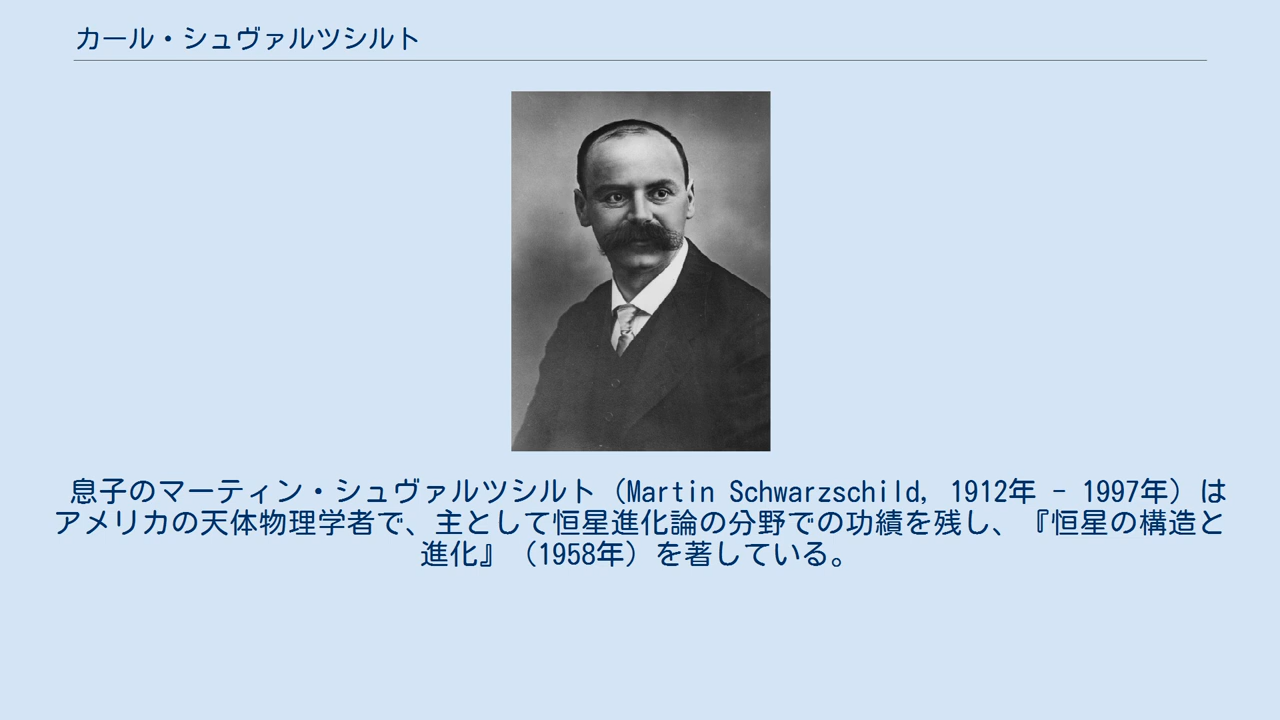 カール・シュヴァルツシルト
息子のマーティン・シュヴァルツシルト（Martin Schwarzschild, 1912年 - 1997年）は
アメリカの天体物理学者で、主として恒星進化論の分野での功績を残し、『恒星の構造と
進化』（1958年）を著している。